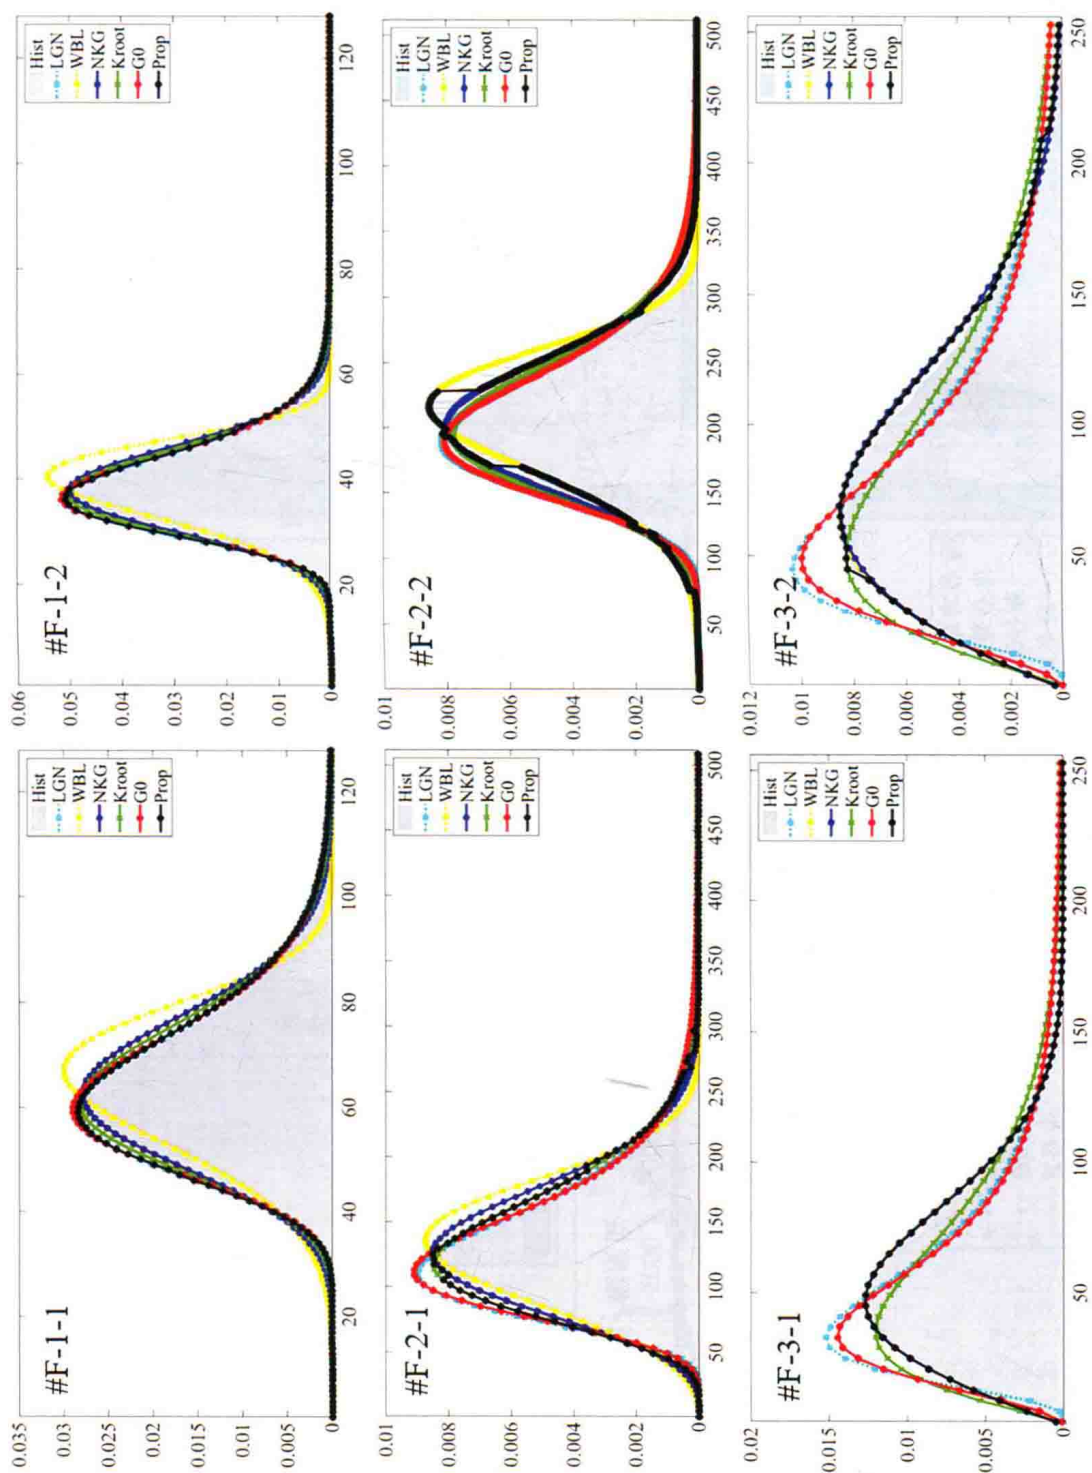 #F-1-1
Hist
LGN
WBL
NKG
Kroot
G0
Prop
0.035
0.03
0.025
0.02
0.015
0.01
0.005
0
20 40 60 80 100 120
#F-1-2
Hist
LGN
WBL
NKG
Kroot
G0
Prop
0.06
0.05
0.04
0.03
0.02
0.01
0
20 40 60 80 100 120
#F-2-1
Hist
LGN
WBL
NKG
Kroot
G0
Prop
0.01
0.008
0.006
0.004
0.002
0
50 100 150 200 250 300 350 400 450 500
#F-2-2
Hist
LGN
WBL
NKG
Kroot
G0
Prop
0.01
0.008
0.006
0.004
0.002
0
50 100 150 200 250 300 350 400 450 500
#F-3-1
Hist
LGN
WBL
NKG
Kroot
G0
Prop
0.02
0.015
0.01
0.005
0
50 100 150 200 250
#F-3-2
Hist
LGN
WBL
NKG
Kroot
G0
Prop
0.012
0.01
0.008
0.006
0.004
0.002
0
50 100 150 200 250